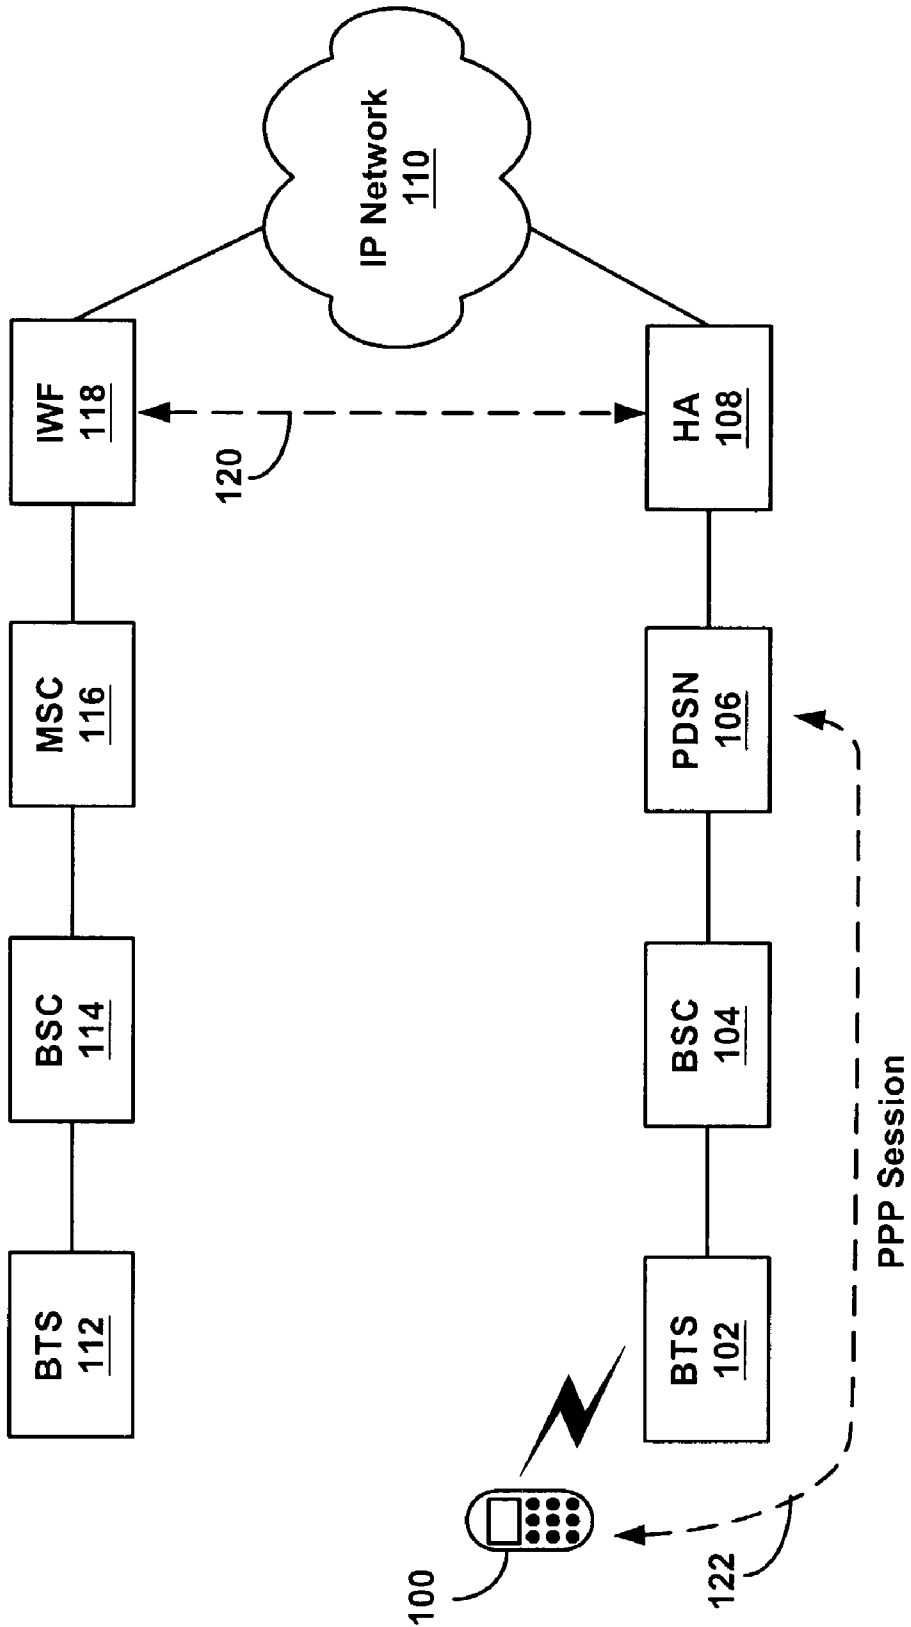 BTS
112
BSC
114
MSC
116
IWF
118
120
IP Network
110
100
BTS
102
BSC
104
PDSN
106
HA
108
122
PPP Session